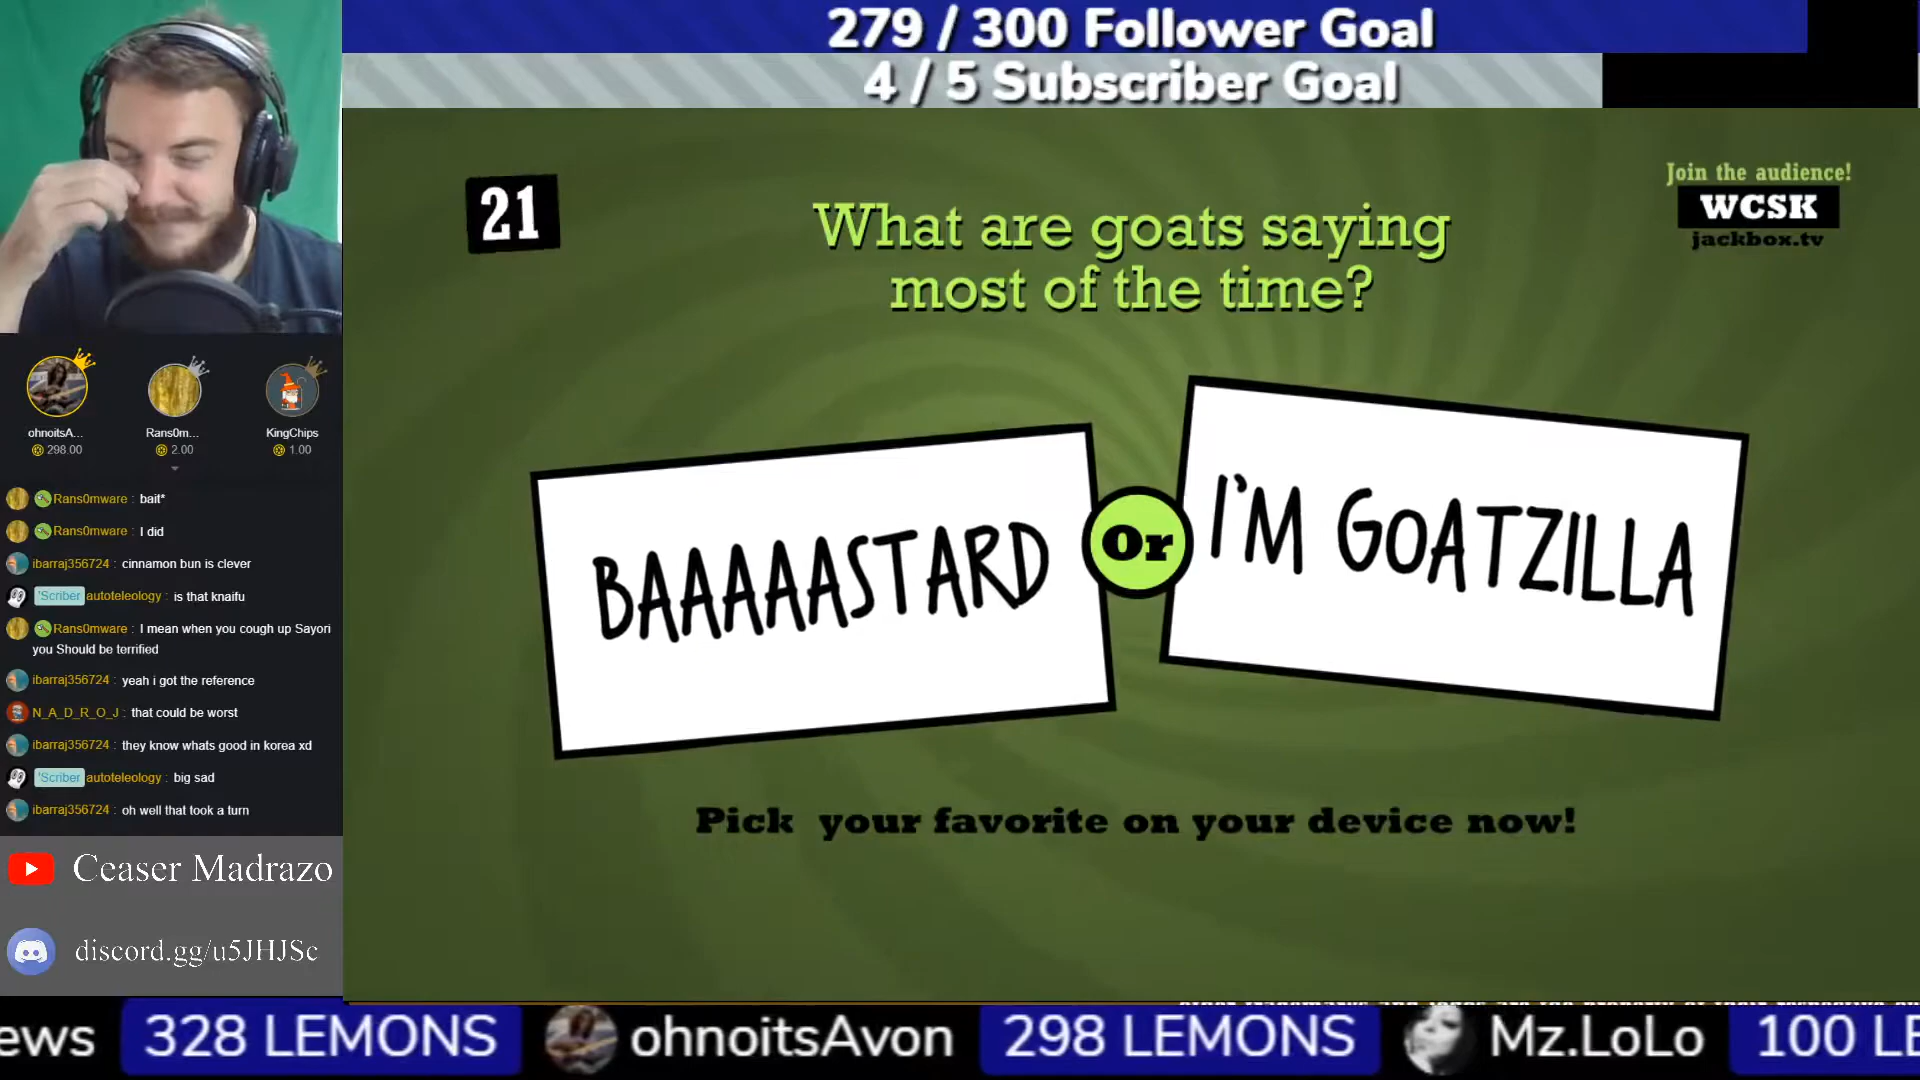 279 / 300 Follower Goal
4 / 5 Subscriber Goal
21
What are goats saying
most of the time?
Join the audience!
WCSK
jackbox.tv
BAAAAASTARD
Or
I'M GOATZILLA
Pick your favorite on your device now!
ohnoitsA... Rans0m... KingChips
298.00 2.00 1.00
Rans0mware : bait*
Rans0mware : I did
ibarraj356724 : cinnamon bun is clever
'Scriber autoteleology : is that knaifu
Rans0mware : I mean when you cough up Sayori
you Should be terrified
ibarraj356724 : yeah i got the reference
N_A_D_R_O_J : that could be worst
ibarraj356724 : they know whats good in korea xd
'Scriber autoteleology : big sad
ibarraj356724 : oh well that took a turn
Ceaser Madrazo
discord.gg/u5JHJSc
ews 328 LEMONS ohnoitsAvon 298 LEMONS Mz.LoLo 100 LE